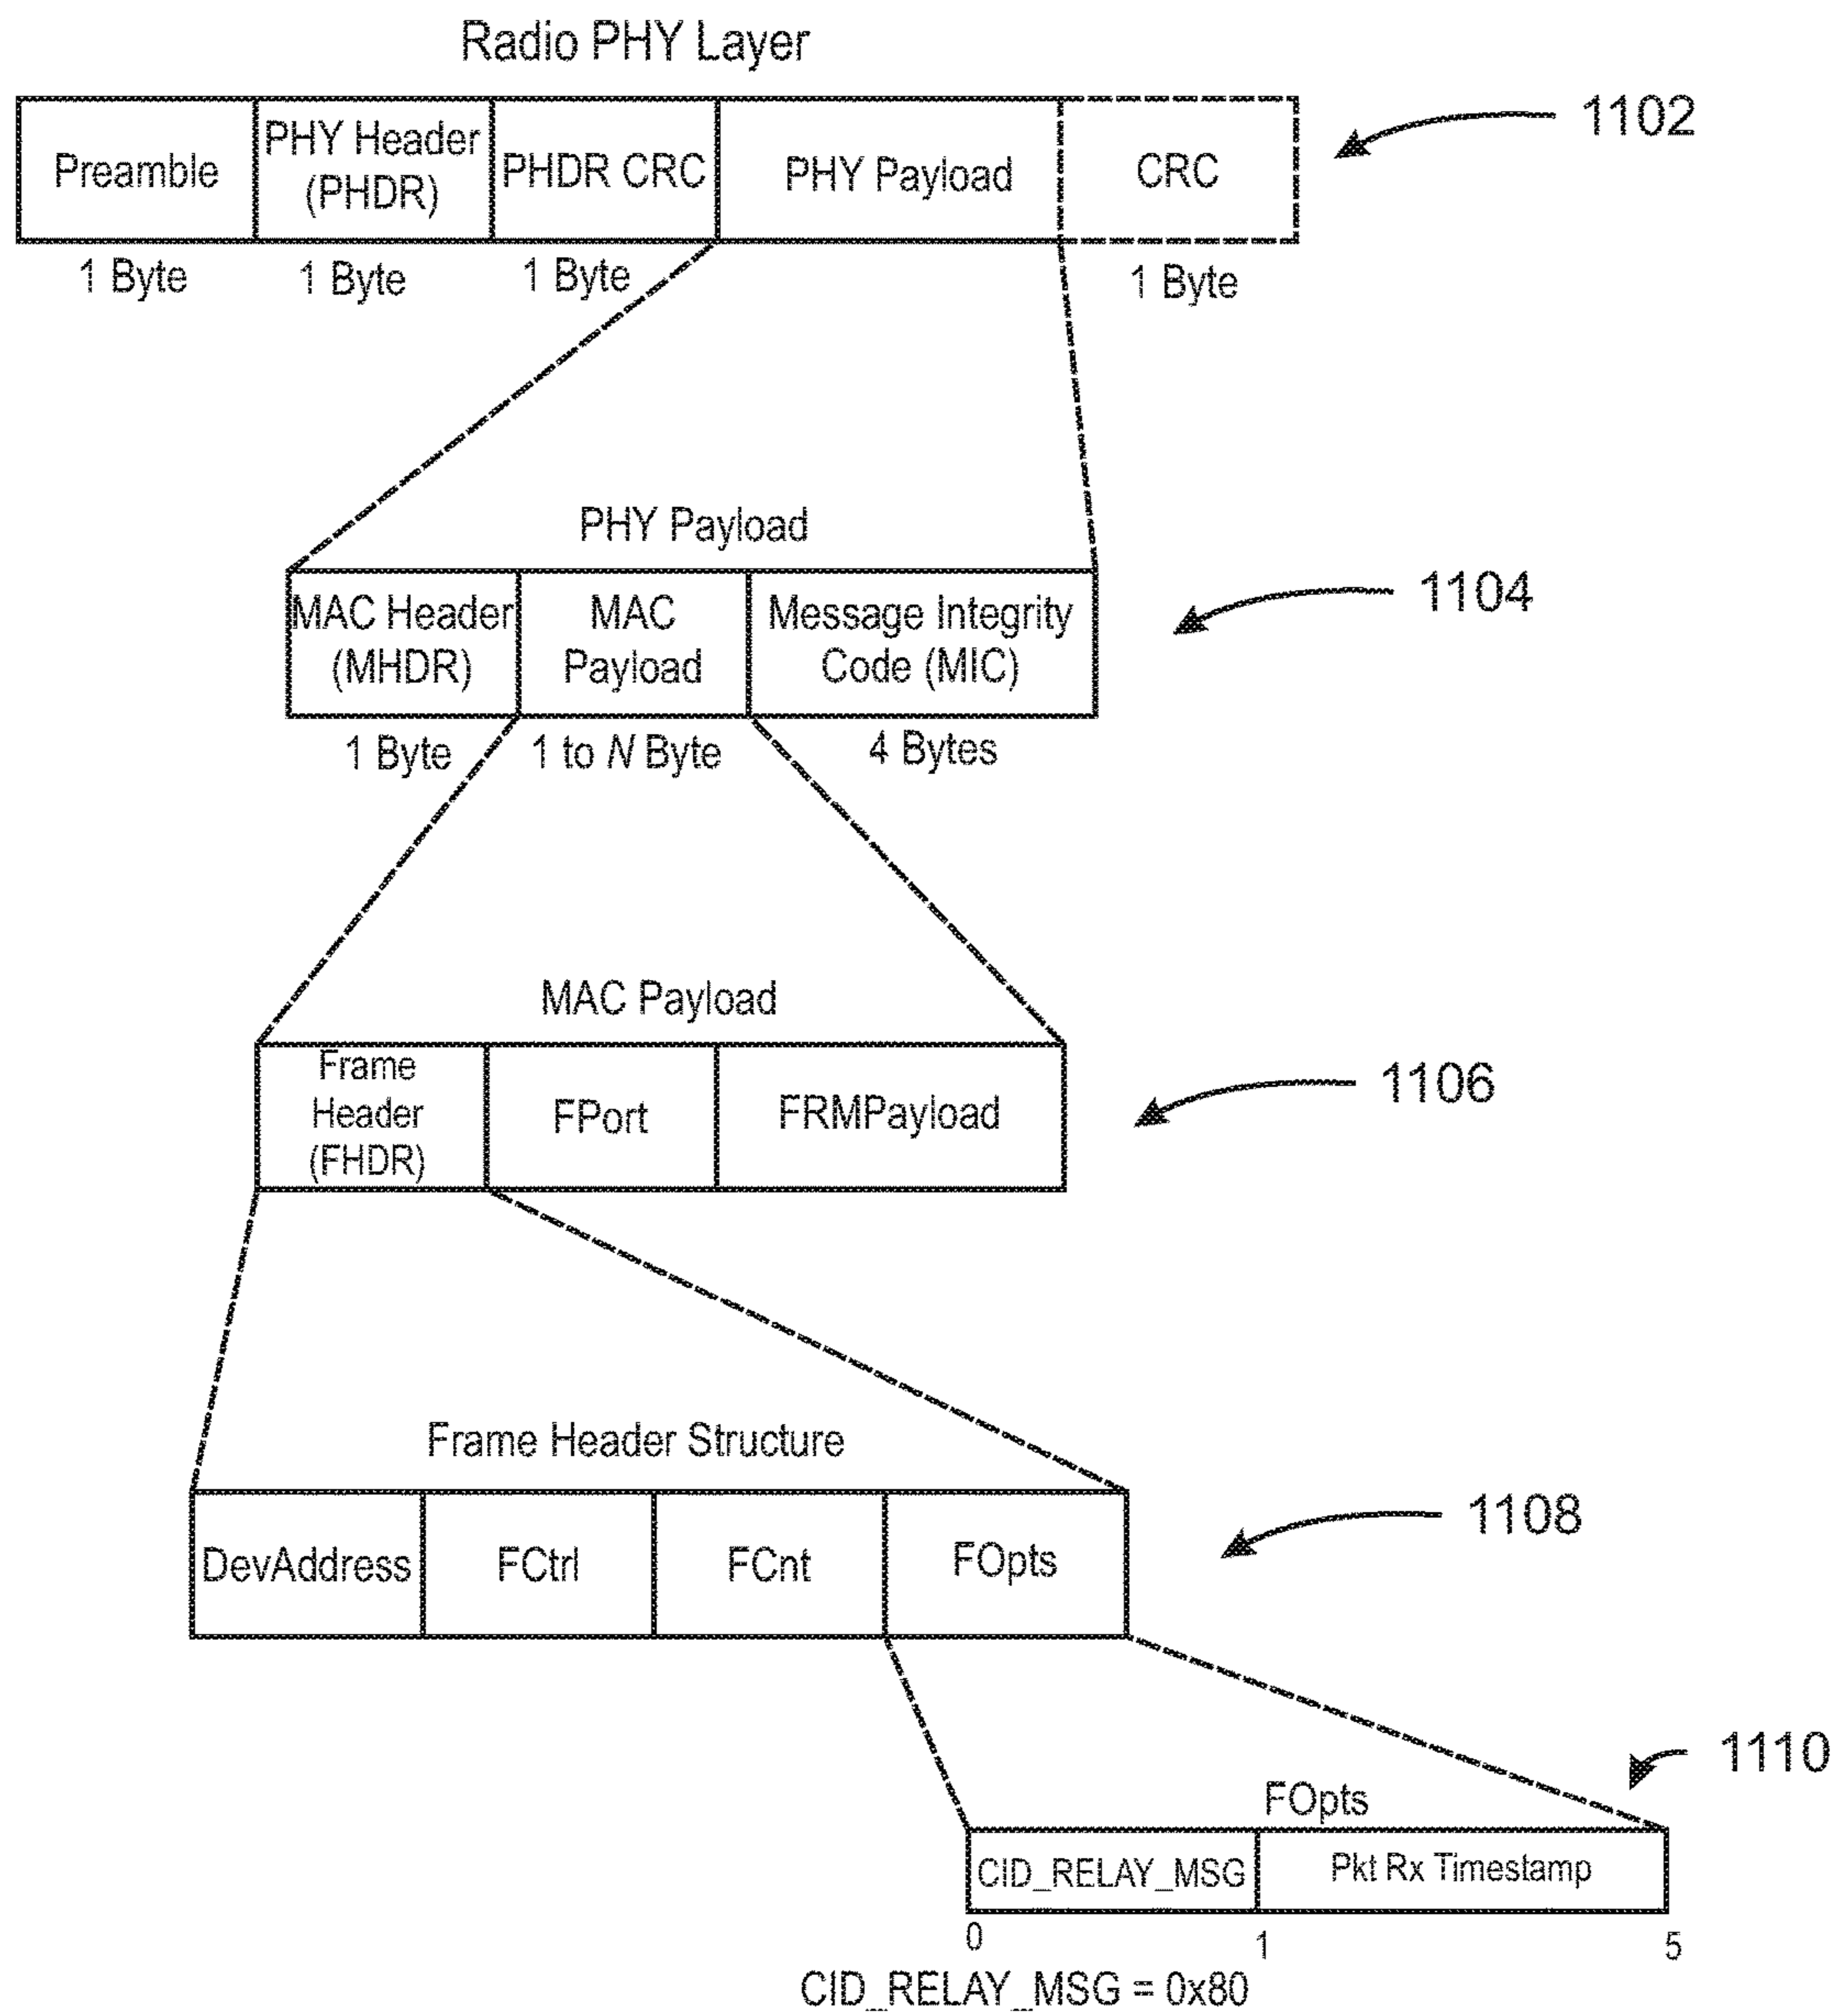 Radio PHY Layer
1102
Preamble
PHY Header
(PHDR)
PHDR CRC
PHY Payload
CRC
1 Byte
1 Byte
1 Byte
1 Byte
PHY Payload
1104
MAC Header
(MHDR)
MAC
Payload
Message Integrity
Code (MIC)
1 Byte
1 to N Byte
4 Bytes
MAC Payload
1106
Frame
Header
(FHDR)
FPort
FRMPayload
Frame Header Structure
1108
DevAddress
FCtrl
FCnt
FOpts
1110
FOpts
CID_RELAY_MSG
Pkt Rx Timestamp
0
1
5
CID_RELAY_MSG = 0x80